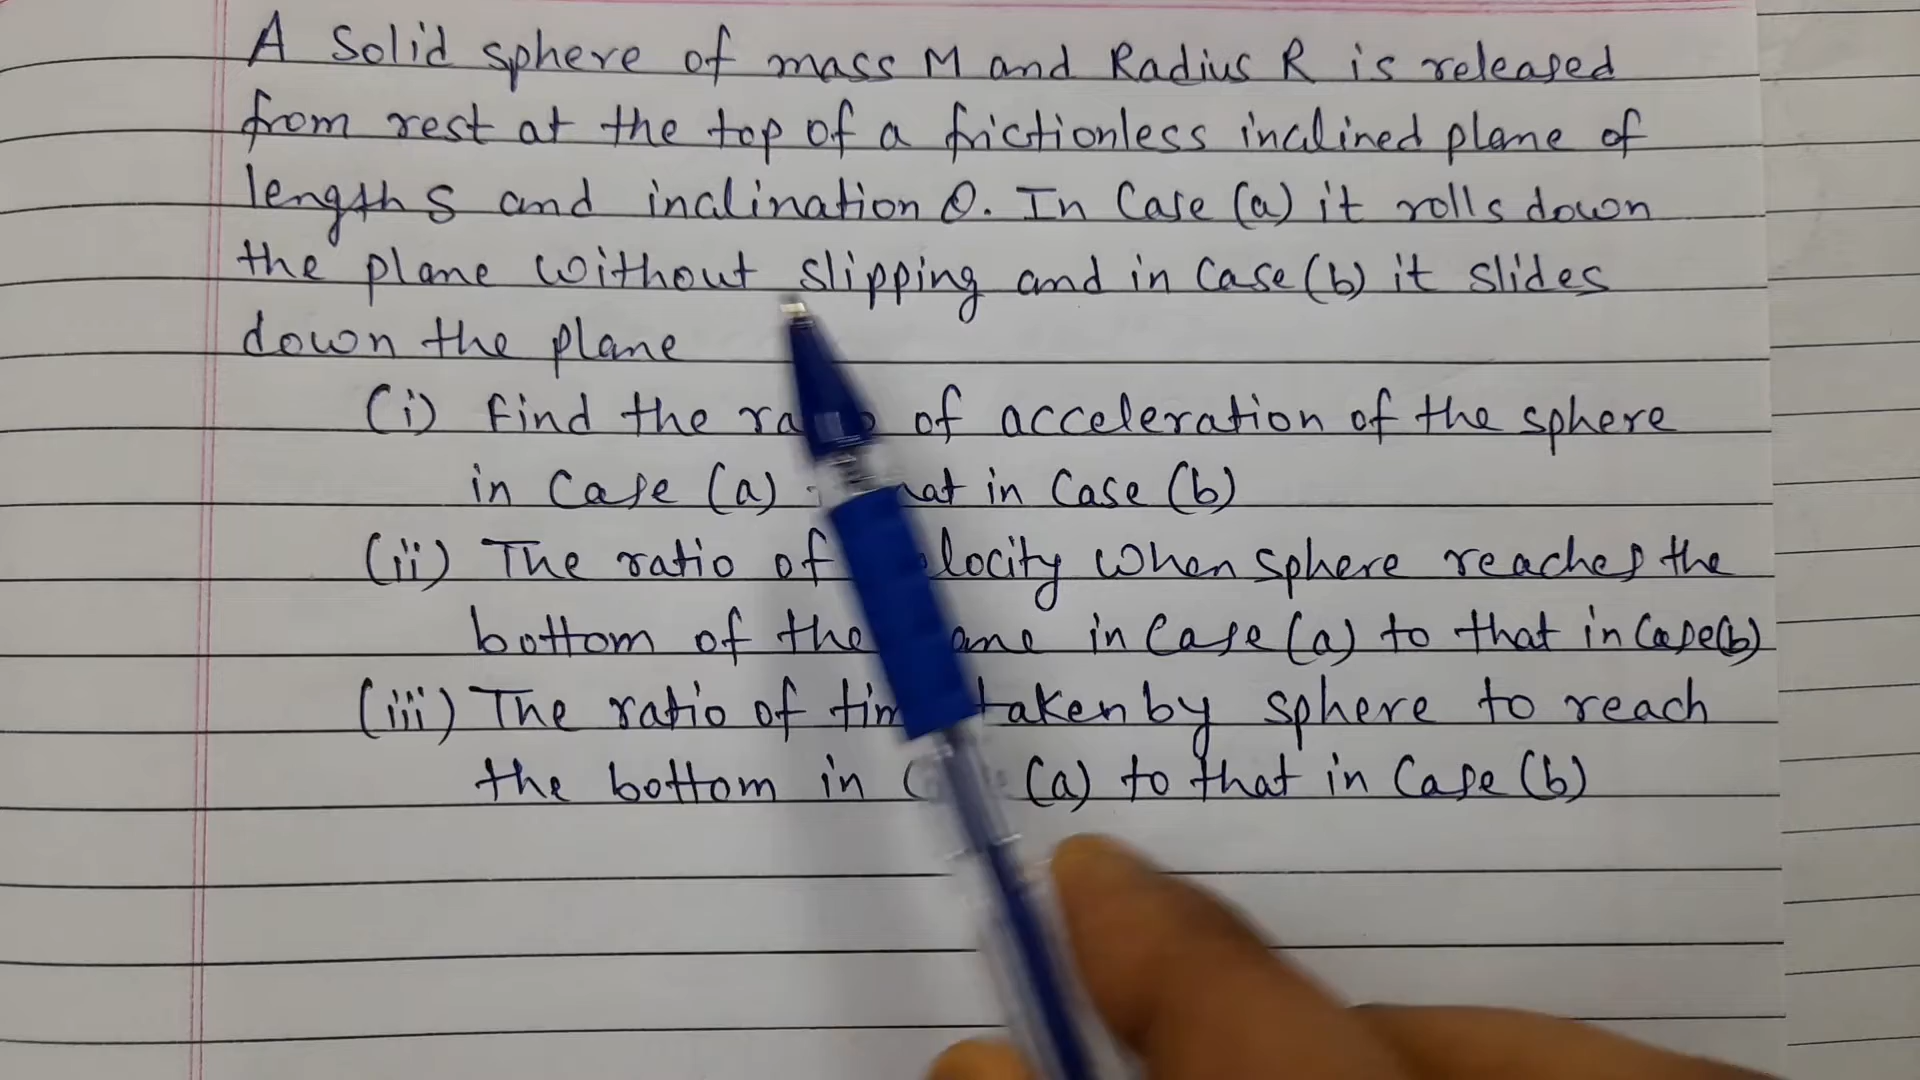 A Solid sphere of mass M and Radius R is released
from rest at the top of a frictionless inclined plane of
length S and inclination θ. In Case (a) it rolls down
the plane without slipping and in Case (b) it slides
down the plane
(i) Find the of acceleration of the sphere
in Case (a) in Case (b)
(ii) The ratio of when sphere reaches the
bottom of the in Case (a) to that in Case (b)
(iii) The ratio of taken by sphere to reach
the bottom in (a) to that in Case (b)